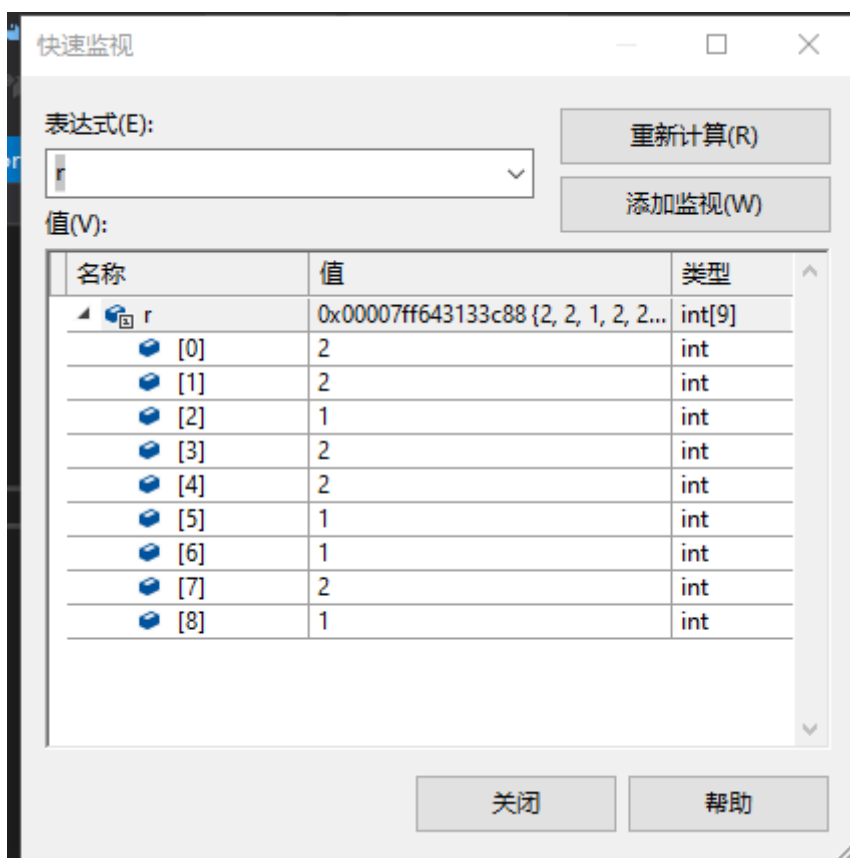 快速监视
表达式(E):
重新计算(R)
r
添加监视(W)
值(V):
名称 值 类型
r 0x00007ff643133c88 {2, 2, 1, 2, 2... int[9]
[0] 2 int
[1] 2 int
[2] 1 int
[3] 2 int
[4] 2 int
[5] 1 int
[6] 1 int
[7] 2 int
[8] 1 int
关闭 帮助